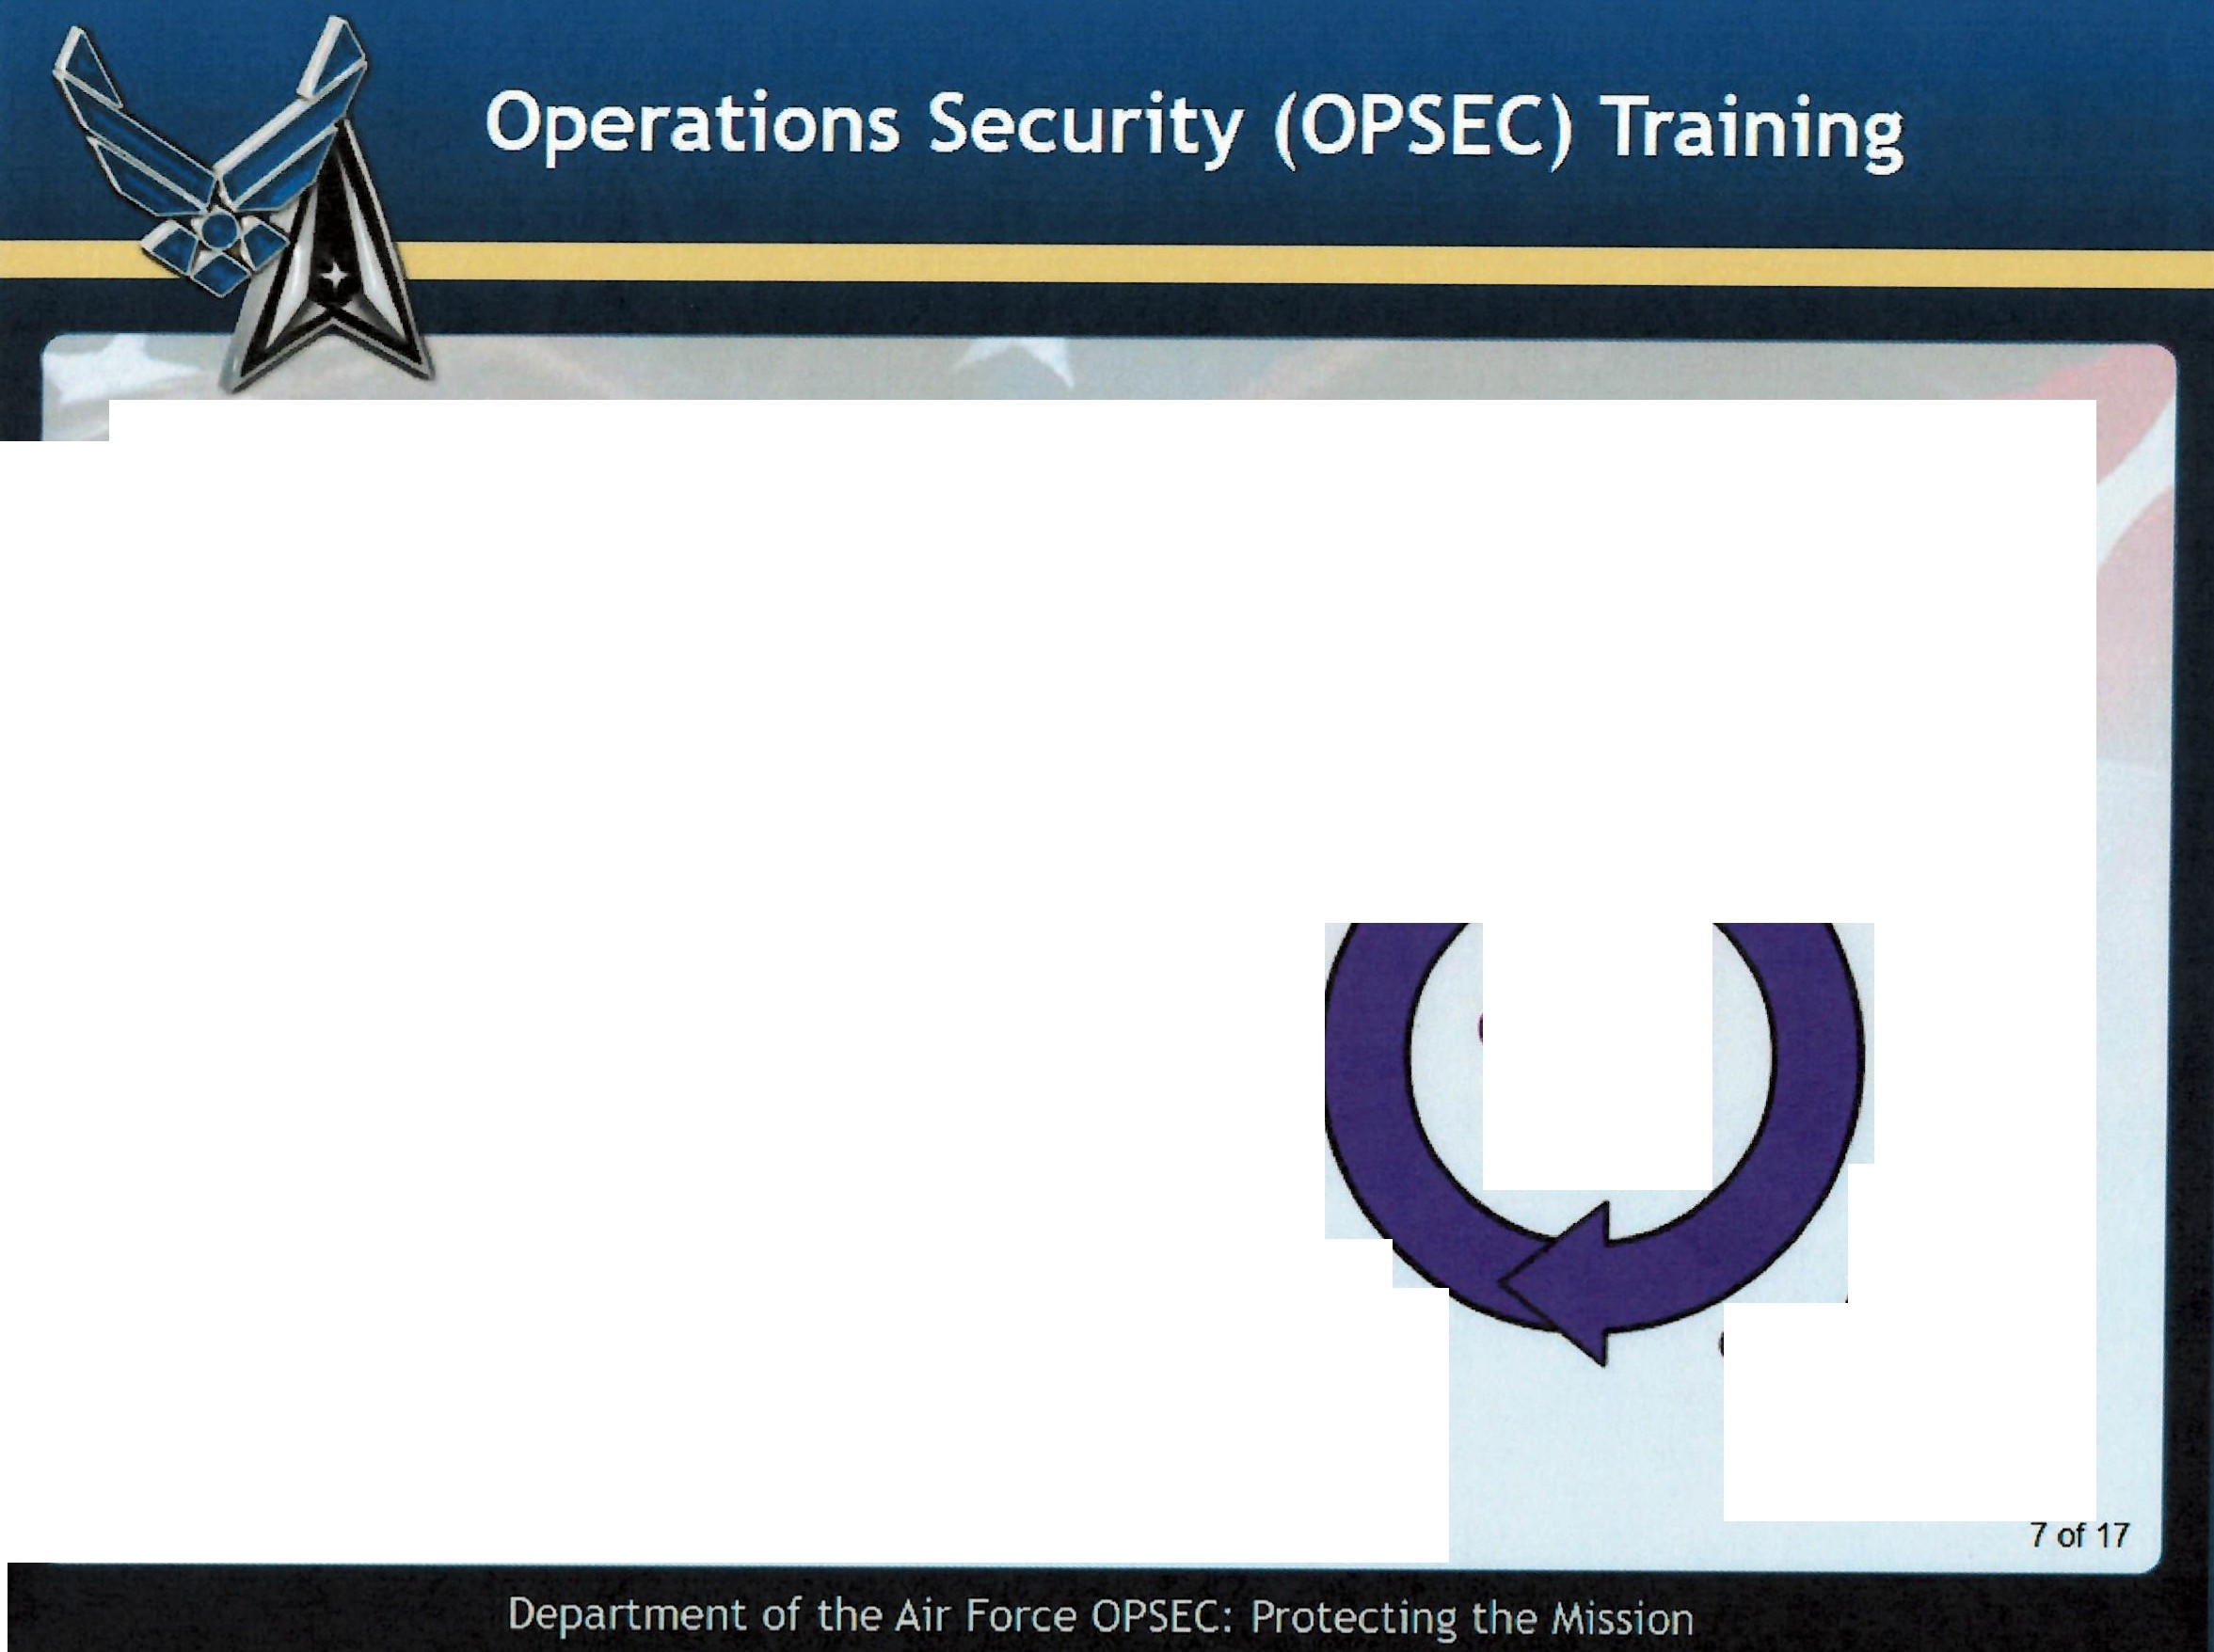 Operations Security (OPSEC) Training
7 of 17
Department of the Air Force OPSEC: Protecting the Mission